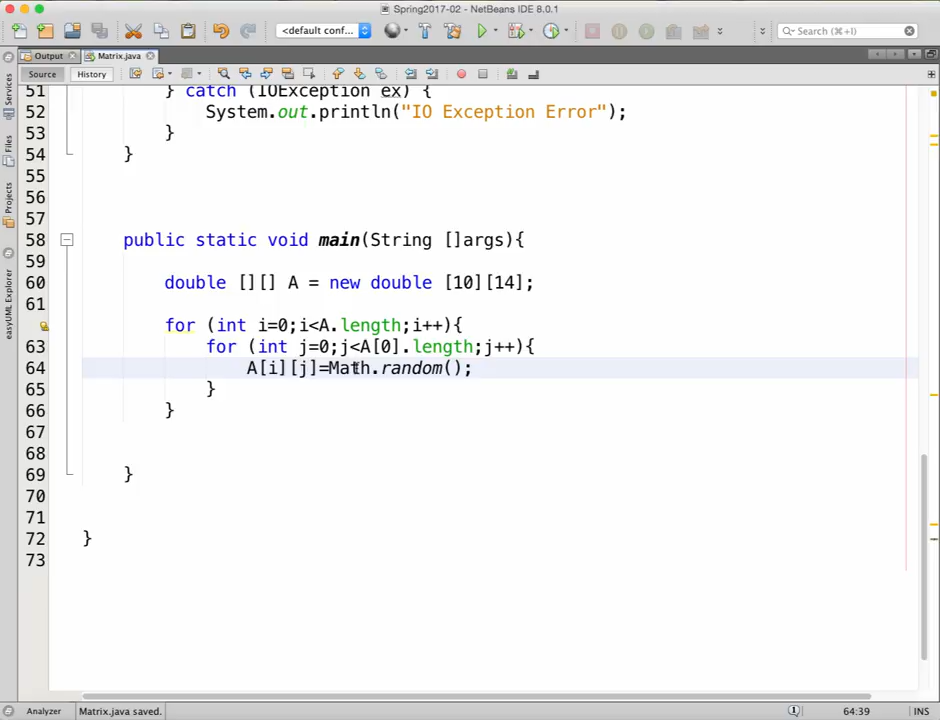 Spring2017-02 - NetBeans IDE 8.0.1
<default conf...
Search (⌘+I)
Output
Matrix.java
Source
History
Services
Files
Projects
easyUML Explorer
51 } catch (IOException ex) {
52 System.out.println("IO Exception Error");
53 }
54 }
55
56
57
58 public static void main(String []args){
59
60 double [][] A = new double [10][14];
61
for (int i=0;i<A.length;i++){
63 for (int j=0;j<A[0].length;j++){
64 A[i][j]=Math.random();
65 }
66 }
67
68
69 }
70
71
72 }
73
Analyzer
Matrix.java saved.
64:39
INS